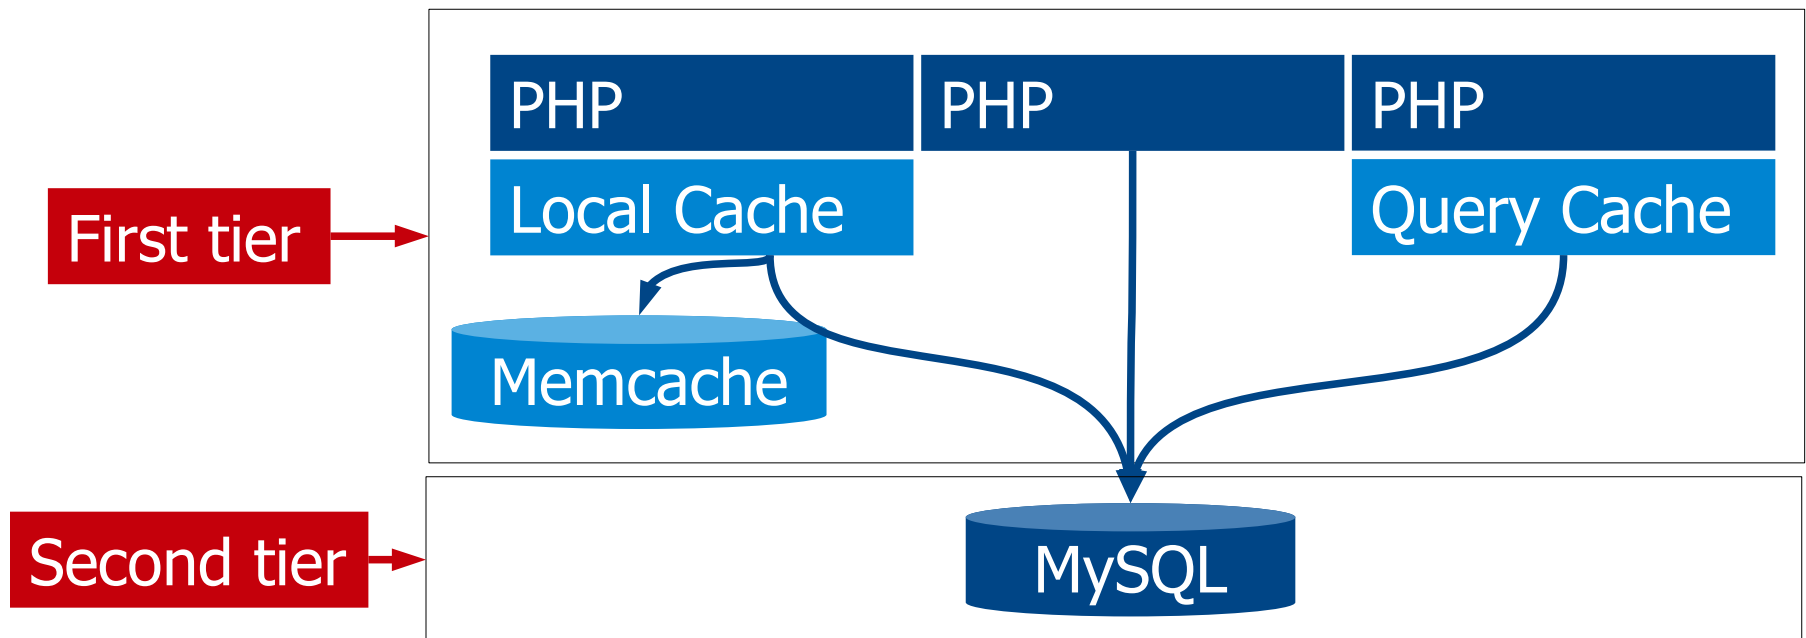 PHP
PHP
PHP
Local Cache
Query Cache
First tier
Memcache
Second tier
MySQL